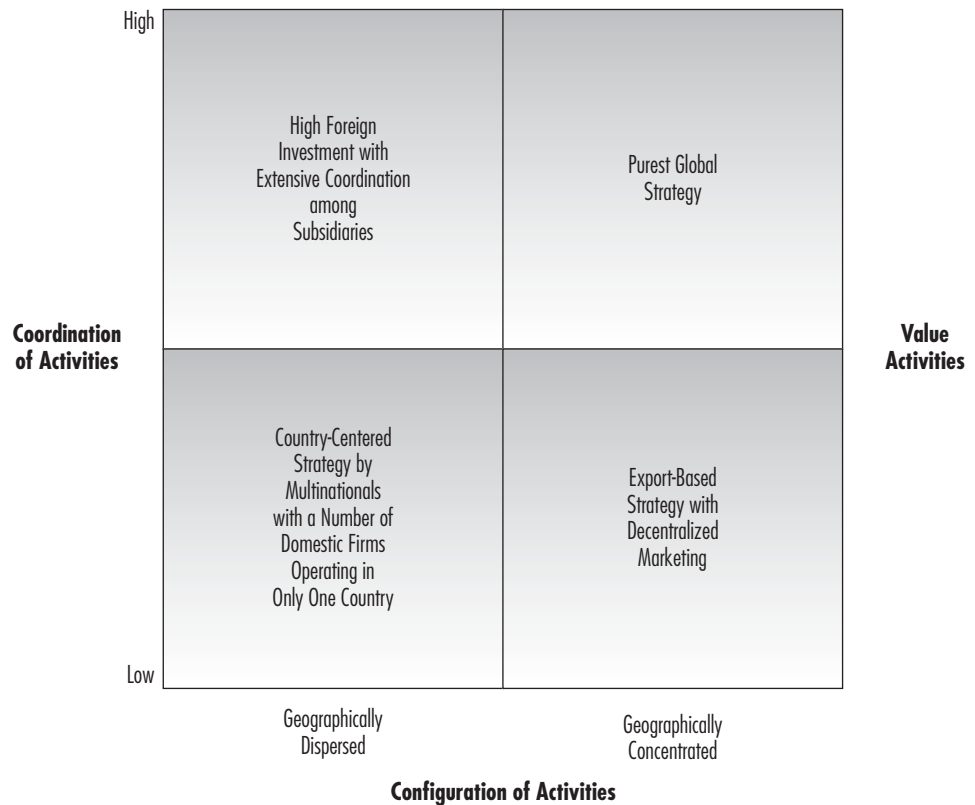 High
High Foreign
Investment with
Extensive Coordination
among
Subsidiaries
Purest Global
Strategy
Coordination
of Activities
Value
Activities
Country-Centered
Strategy by
Multinationals
with a Number of
Domestic Firms
Operating in
Only One Country
Export-Based
Strategy with
Decentralized
Marketing
Low
Geographically
Dispersed
Geographically
Concentrated
Configuration of Activities